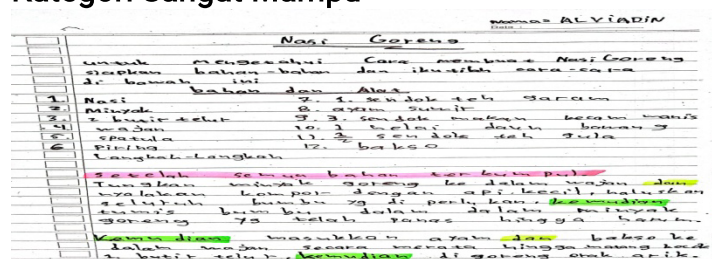 Kategori Sangat Mampu
Nama = ALVIADIN
Nasi Goreng
untuk mengetahui Cara membuat Nasi Goreng
siapkan bahan-bahan dan ikutilah cara-cara
di bawah ini
bahan dan Alat
1. Nasi 7. 1. sendok teh garam
2. Minyak 8. ayam suwir
3. 2 butir telur 9. 3. sendok makan kecam manis
4. wajan 10. 1 helai daun bawang
5. spatula 11. 1/2 sendok teh gula
6 Piring 12. bakso
Langkah-Langkah
Setelah semua bahan terkumpul.
Tungkan minyak goreng ke dalam wajan dan
nyalakan kompor dengan api kecil haluskan
seluruh bumbu yg di perlukan, kemudian
tumis bumbu dalam minyak
goreng yg telah panas hingga harum.
Kemudian masukkan ayam dan bakso ke
dalam wajan secara merata hingga matang
2 butir telur, kemudian di goreng orak arik.